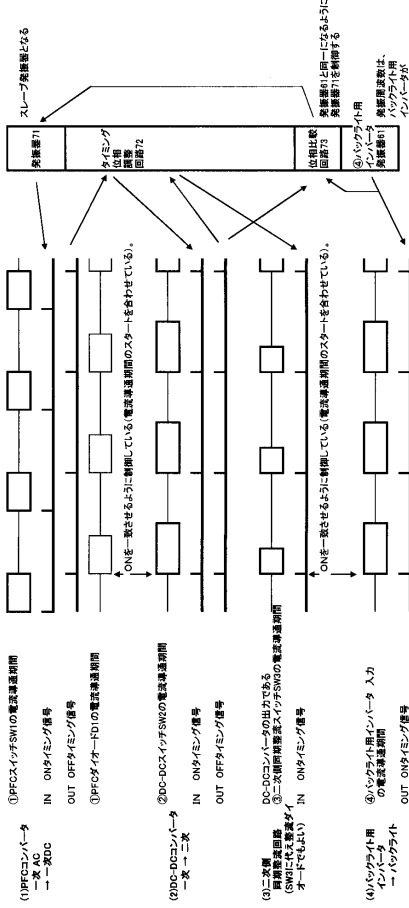 (1)PFCコンバータ
一次 AC
→ 一次DC
①PFCスイッチSW1の電流導通期間
IN ONタイミング信号
OUT OFFタイミング信号
①PFCダイオードD1の電流導通期間
ONを一致させるように制御している(電流導通期間のスタートを合わせている)。
(2)DC-DCコンバータ
一次 → 二次
②DC-DCスイッチSW2の電流導通期間
IN ONタイミング信号
OUT OFFタイミング信号
(3)二次側
同期整流回路
(SW3に代え整流ダイ
オードでもよい)
DC-DCコンバータの出力である
③二次側同期整流スイッチSW3の電流導通期間
IN ONタイミング信号
ONを一致させるように制御している(電流導通期間のスタートを合わせている)。
(4)バックライト用
インバータ
→ バックライト
④バックライト用インバータ 入力
の電流導通期間
OUT ONタイミング信号
発振器71
タイミング
位相
調整
回路72
位相比較
回路73
④バックライト用
インバータ
発振器61
スレーブ発振器となる
発振器61と同一になるように
発振器71を制御する
発振周波数は、
バックライト用
インバータが